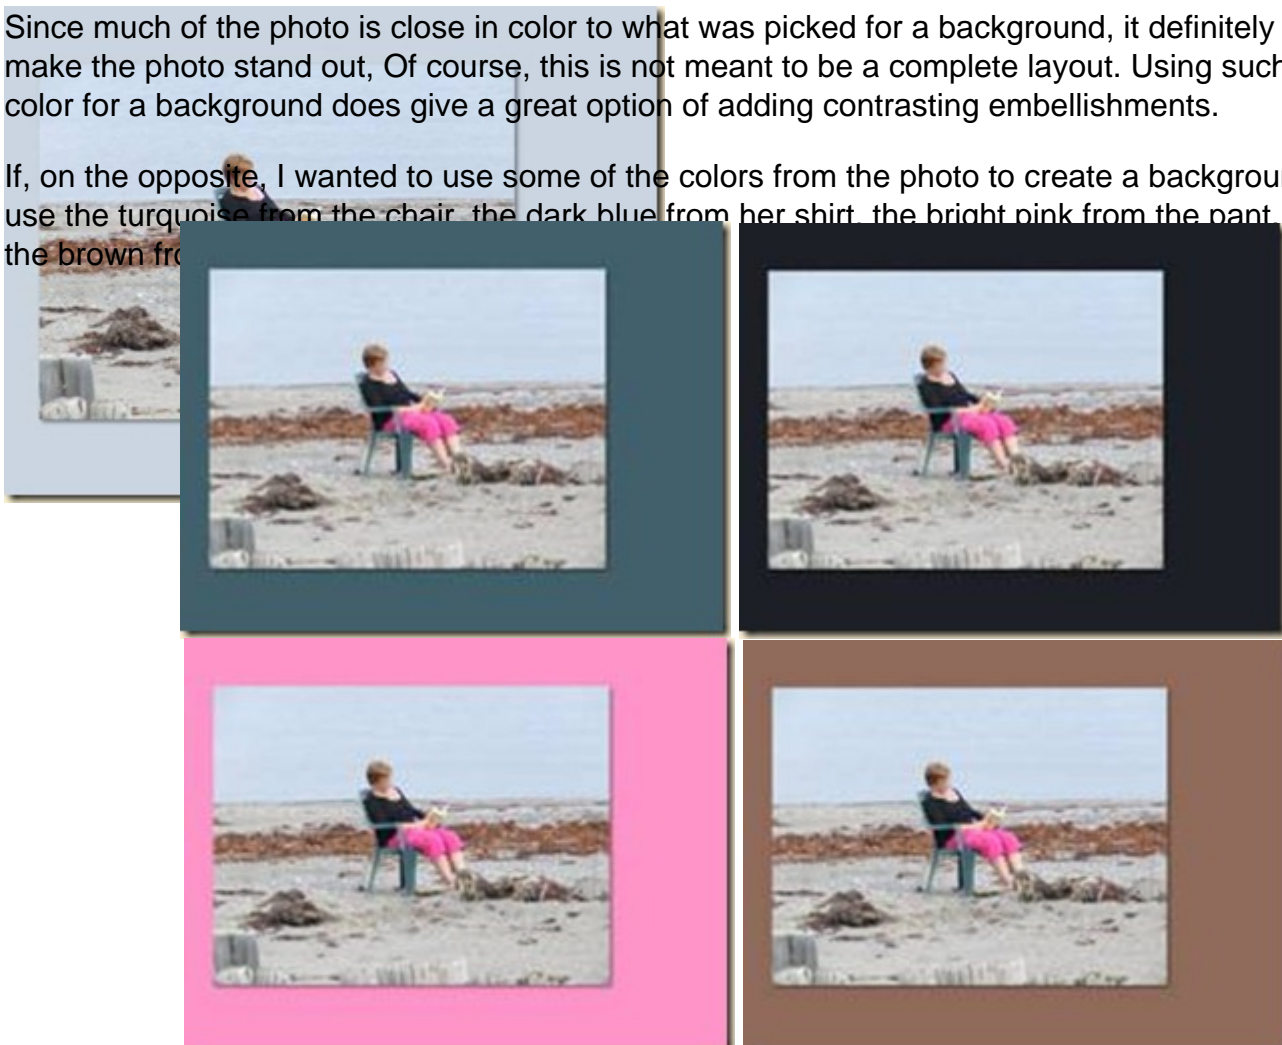 Since much of the photo is close in color to what was picked for a background, it definitely
make the photo stand out, Of course, this is not meant to be a complete layout. Using such
color for a background does give a great option of adding contrasting embellishments.
If, on the opposite, I wanted to use some of the colors from the photo to create a
use the turquoise from the chair, the dark blue from her shirt, the bright pink from the pant,
the brown